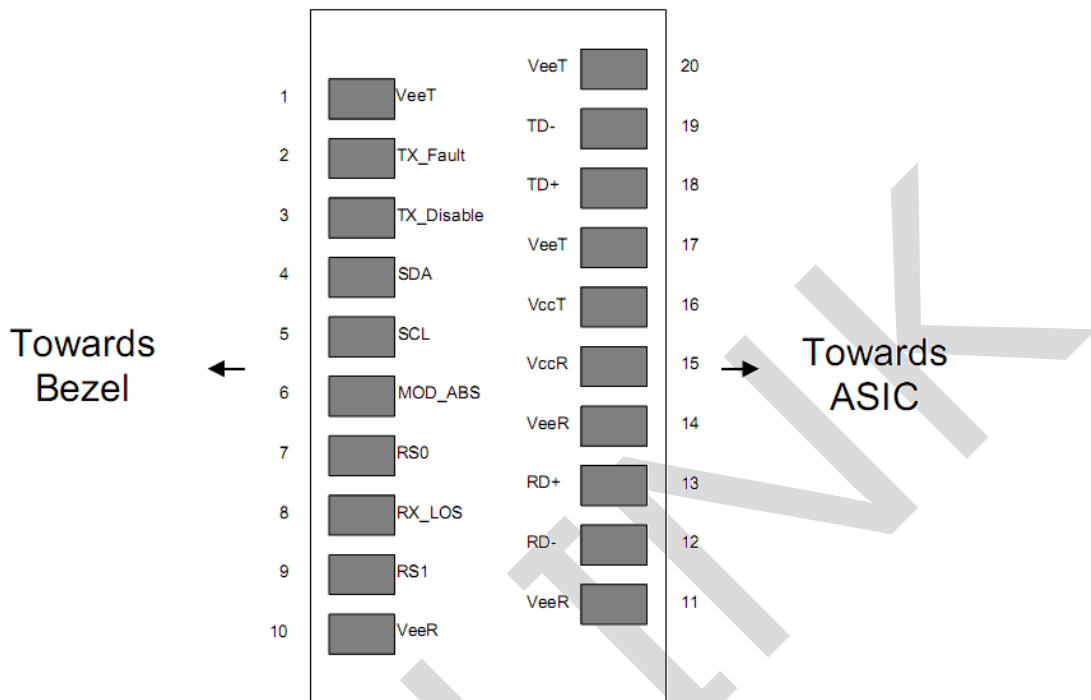 VeeT 20
1 VeeT
TD- 19
2 TX_Fault
TD+ 18
3 TX_Disable
VeeT 17
4 SDA
VccT 16
5 SCL
Towards
Bezel
VccR 15
Towards
ASIC
6 MOD_ABS
VeeR 14
7 RS0
RD+ 13
8 RX_LOS
RD- 12
9 RS1
VeeR 11
10 VeeR